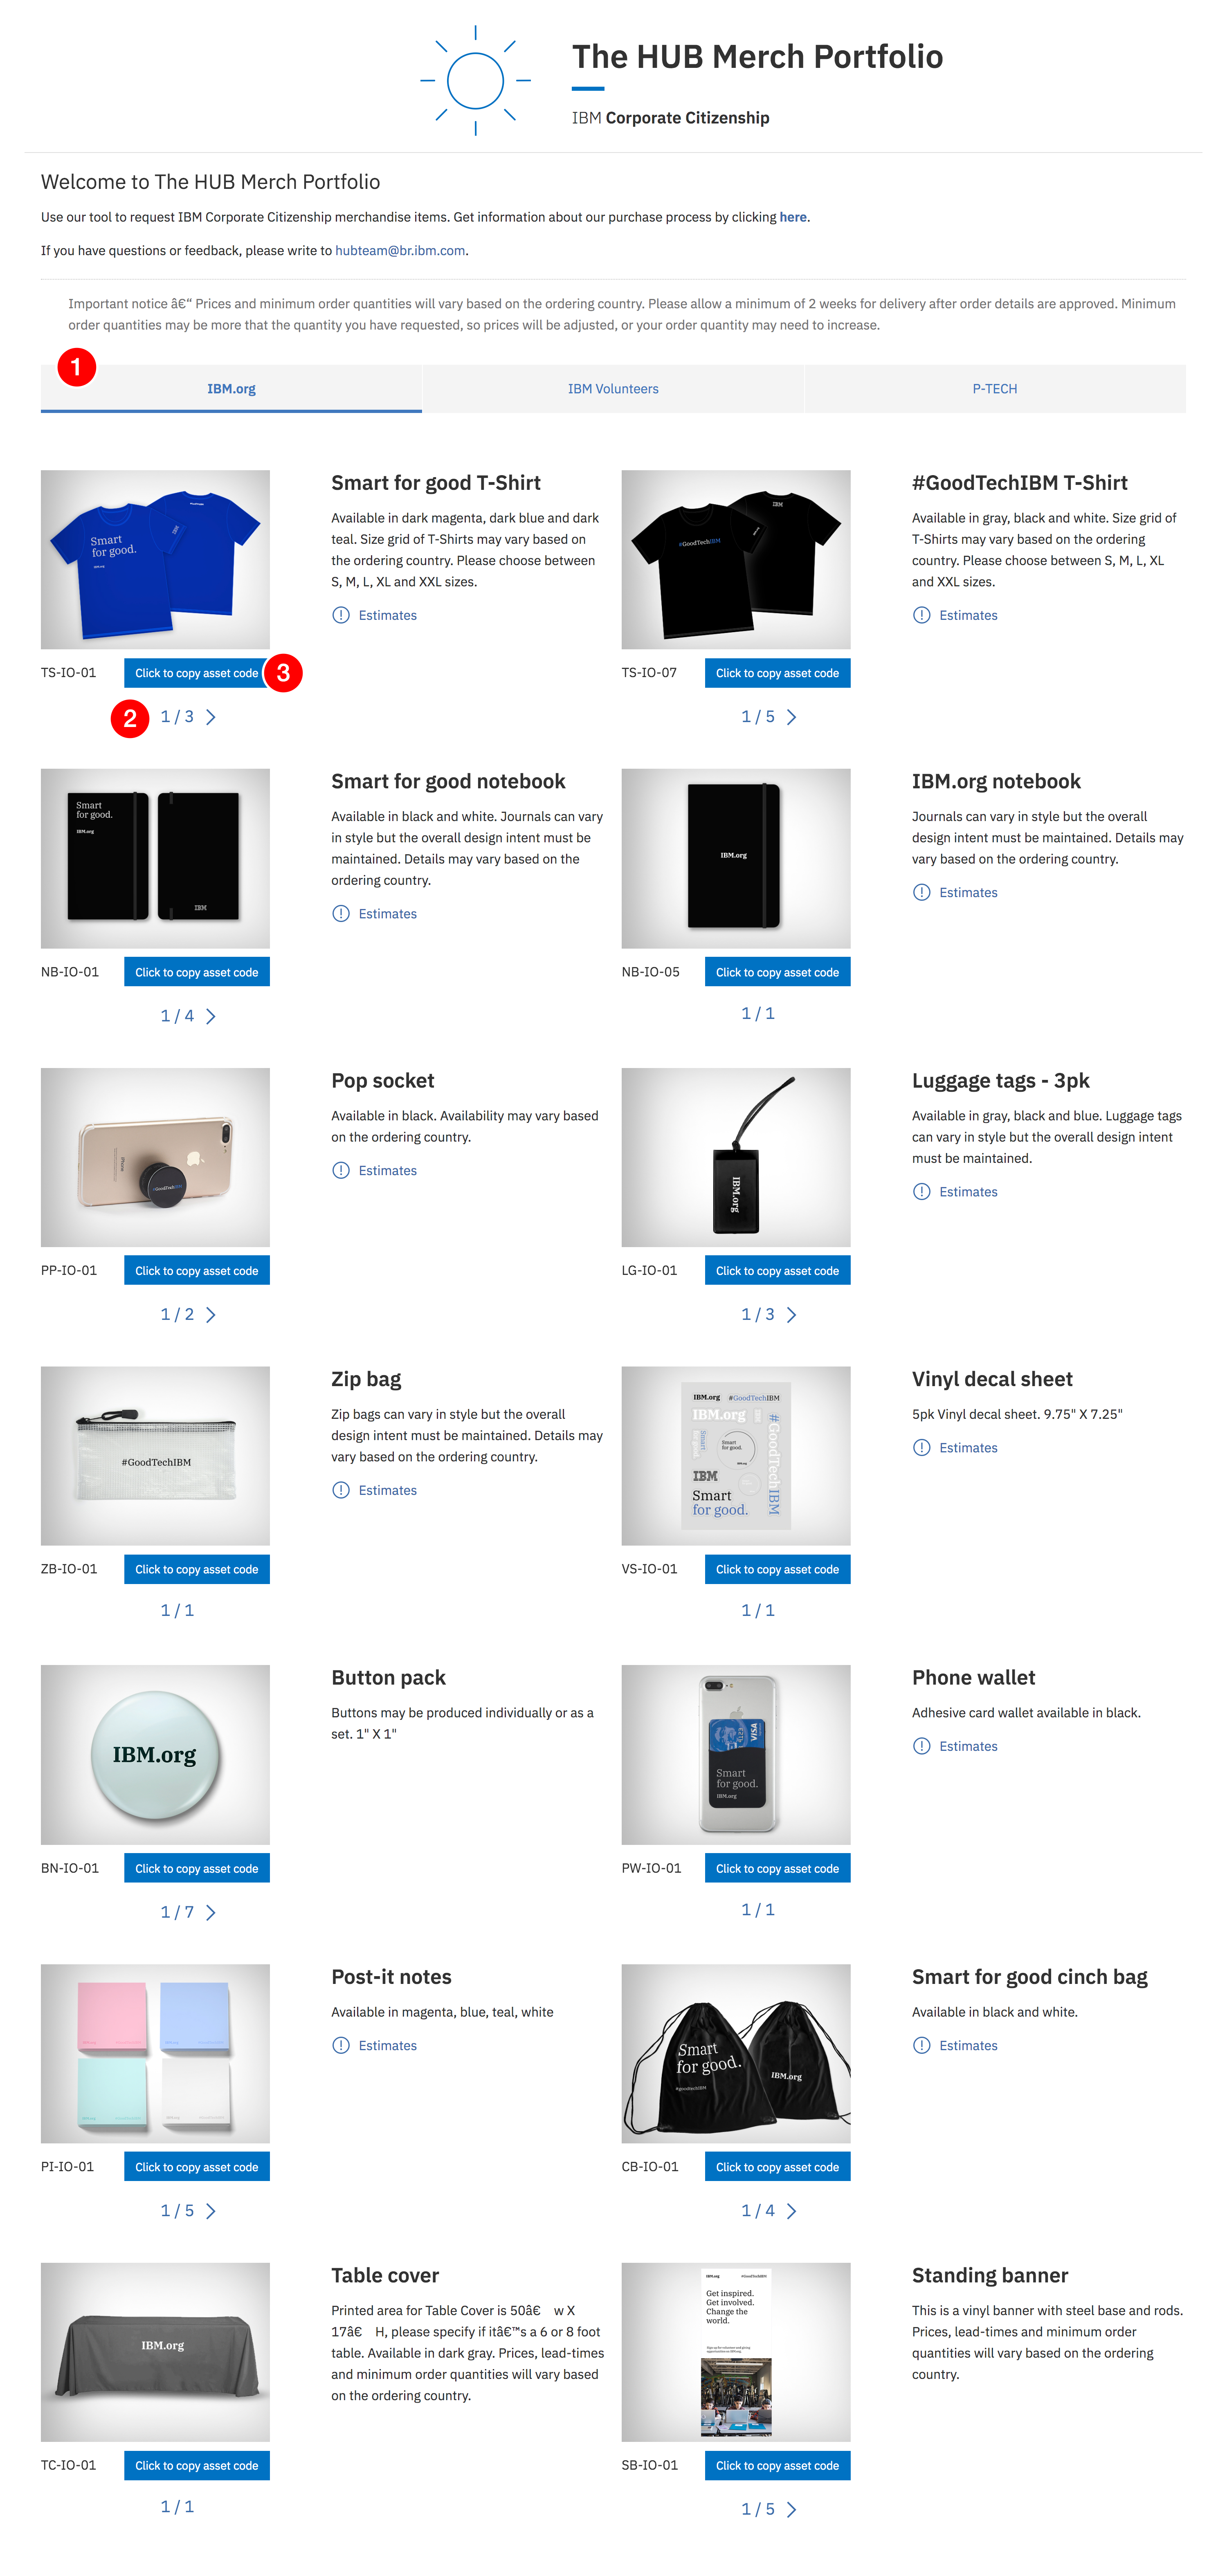 The HUB Merch Portfolio
IBM Corporate Citizenship
Welcome to The HUB Merch Portfolio
Use our tool to request IBM Corporate Citizenship merchandise items. Get information about our purchase process by clicking here.
If you have questions or feedback, please write to hubteam@br.ibm.com.
Important notice â€“ Prices and minimum order quantities will vary based on the ordering country. Please allow a minimum of 2 weeks for delivery after order details are approved. Minimum
order quantities may be more that the quantity you have requested, so prices will be adjusted, or your order quantity may need to increase.
1
IBM.org
IBM Volunteers
P-TECH
Smart
for good.
IBM.org
IBM
Smart for good T-Shirt
Available in dark magenta, dark blue and dark
teal. Size grid of T-Shirts may vary based on
the ordering country. Please choose between
S, M, L, XL and XXL sizes.
Estimates
TS-IO-01
Click to copy asset code
3
2
1 / 3
#GoodTechIBM
IBM
#GoodTechIBM T-Shirt
Available in gray, black and white. Size grid of
T-Shirts may vary based on the ordering
country. Please choose between S, M, L, XL
and XXL sizes.
Estimates
TS-IO-07
Click to copy asset code
1 / 5
Smart
for good.
IBM.org
IBM
Smart for good notebook
Available in black and white. Journals can vary
in style but the overall design intent must be
maintained. Details may vary based on the
ordering country.
Estimates
NB-IO-01
Click to copy asset code
1 / 4
IBM.org
IBM.org notebook
Journals can vary in style but the overall
design intent must be maintained. Details may
vary based on the ordering country.
Estimates
NB-IO-05
Click to copy asset code
1 / 1
iPhone
#GoodTechIBM
Pop socket
Available in black. Availability may vary based
on the ordering country.
Estimates
PP-IO-01
Click to copy asset code
1 / 2
IBM.org
Luggage tags - 3pk
Available in gray, black and blue. Luggage tags
can vary in style but the overall design intent
must be maintained.
Estimates
LG-IO-01
Click to copy asset code
1 / 3
#GoodTechIBM
Zip bag
Zip bags can vary in style but the overall
design intent must be maintained. Details may
vary based on the ordering country.
Estimates
ZB-IO-01
Click to copy asset code
1 / 1
IBM.org #GoodTechIBM
IBM.org
#GoodTechIBM
Smart
Smart
for good.
IBM
Smart
for good.
Vinyl decal sheet
5pk Vinyl decal sheet. 9.75" X 7.25"
Estimates
VS-IO-01
Click to copy asset code
1 / 1
IBM.org
Button pack
Buttons may be produced individually or as a
set. 1" X 1"
BN-IO-01
Click to copy asset code
1 / 7
VISA
Smart
for good.
IBM.org
Phone wallet
Adhesive card wallet available in black.
Estimates
PW-IO-01
Click to copy asset code
1 / 1
Post-it notes
Available in magenta, blue, teal, white
Estimates
PI-IO-01
Click to copy asset code
1 / 5
Smart
for good.
#goodtechIBM
IBM.org
Smart for good cinch bag
Available in black and white.
Estimates
CB-IO-01
Click to copy asset code
1 / 4
IBM.org
Table cover
Printed area for Table Cover is 50â€ w X
17â€ H, please specify if itâ€™s a 6 or 8 foot
table. Available in dark gray. Prices, lead-times
and minimum order quantities will vary based
on the ordering country.
TC-IO-01
Click to copy asset code
1 / 1
IBM.org #GoodTechIBM
Get inspired.
Get involved.
Change the
world.
Standing banner
This is a vinyl banner with steel base and rods.
Prices, lead-times and minimum order
quantities will vary based on the ordering
country.
SB-IO-01
Click to copy asset code
1 / 5